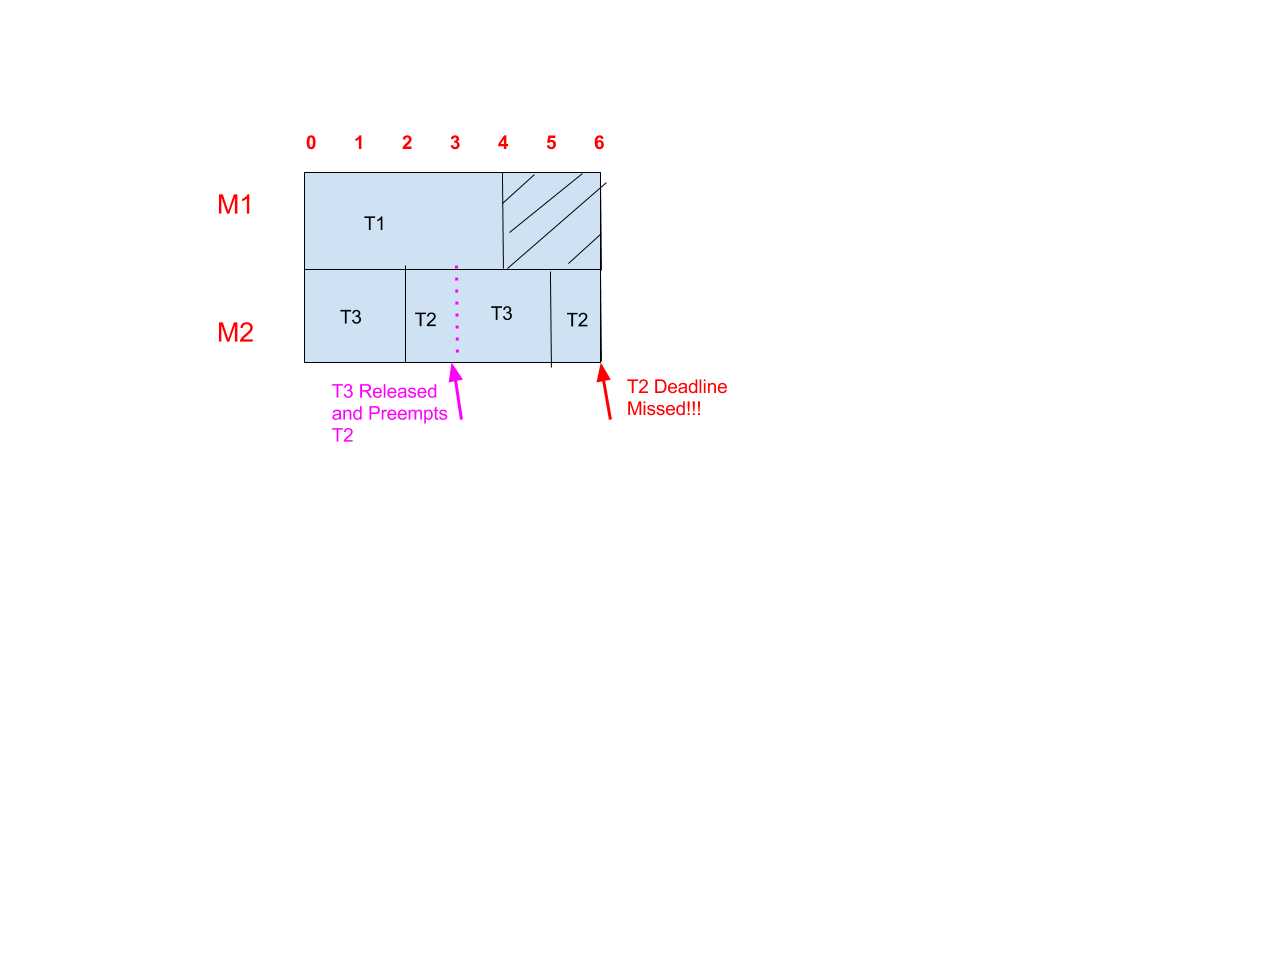 0 1 2 3 4 5 6
M1
T1
M2
T3 T2 T3 T2
T3 Released
and Preempts
T2
T2 Deadline
Missed!!!